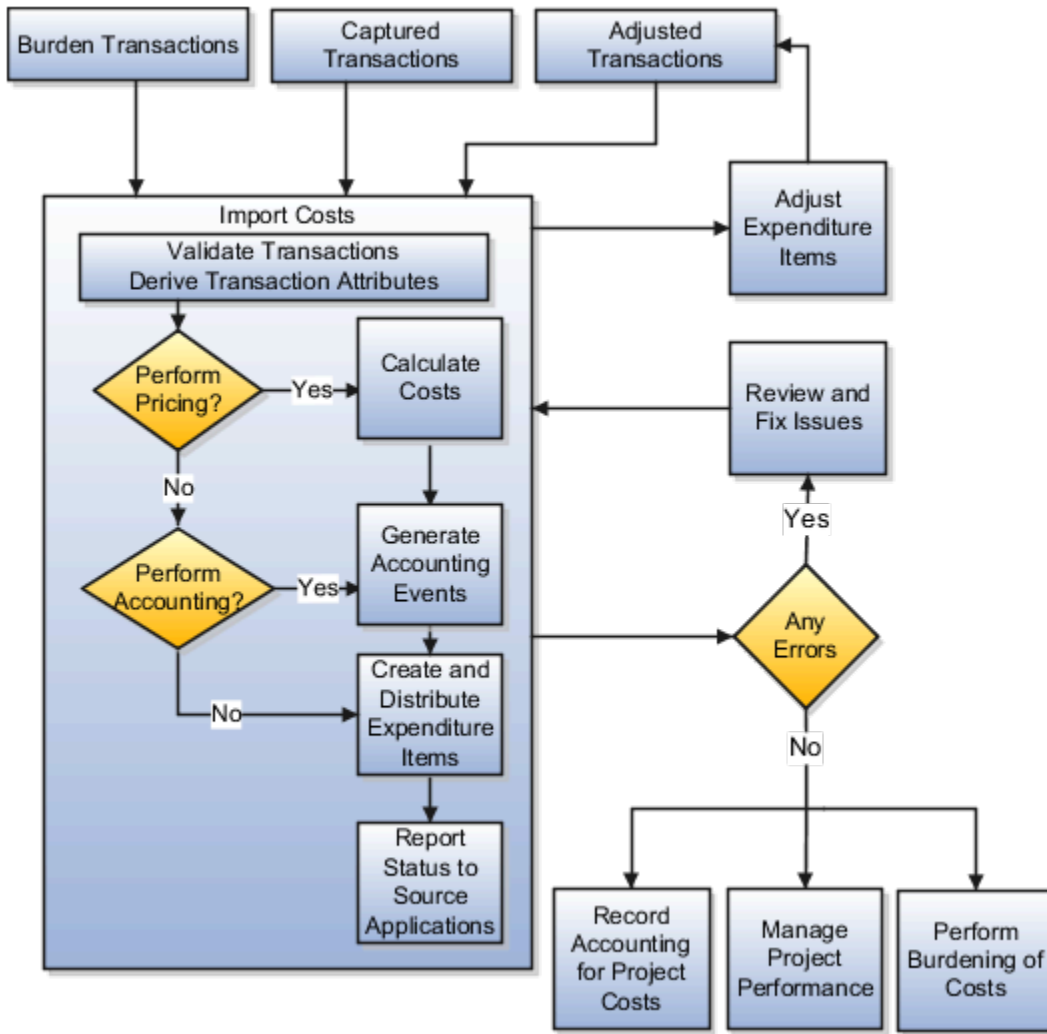 Burden Transactions
Captured
Transactions
Adjusted
Transactions
Import Costs
Validate Transactions
Derive Transaction Attributes
Adjust
Expenditure
Items
Perform
Pricing?
Yes
Calculate
Costs
Review and
Fix Issues
No
Yes
Perform
Accounting?
Yes
Generate
Accounting
Events
Any
Errors
No
Create and
Distribute
Expenditure
Items
No
Report
Status to
Source
Applications
Record
Accounting
for Project
Costs
Manage
Project
Performance
Perform
Burdening of
Costs